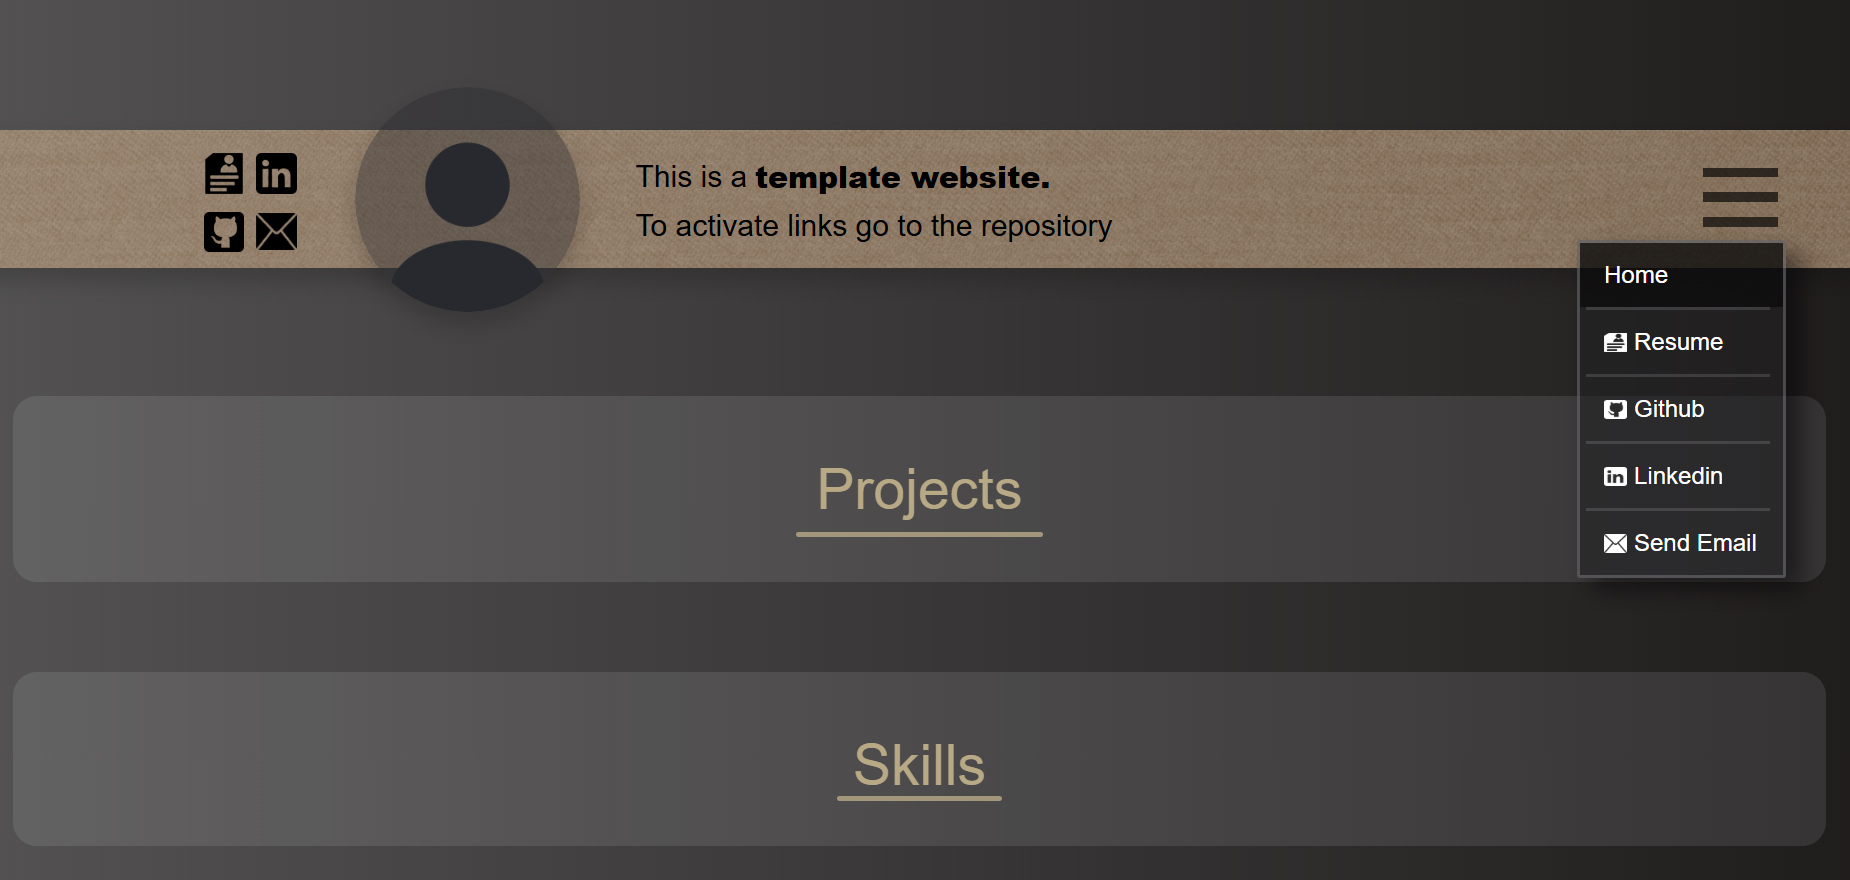 This is a template website.
To activate links go to the repository
Home
Resume
Github
Linkedin
Send Email
Projects
Skills